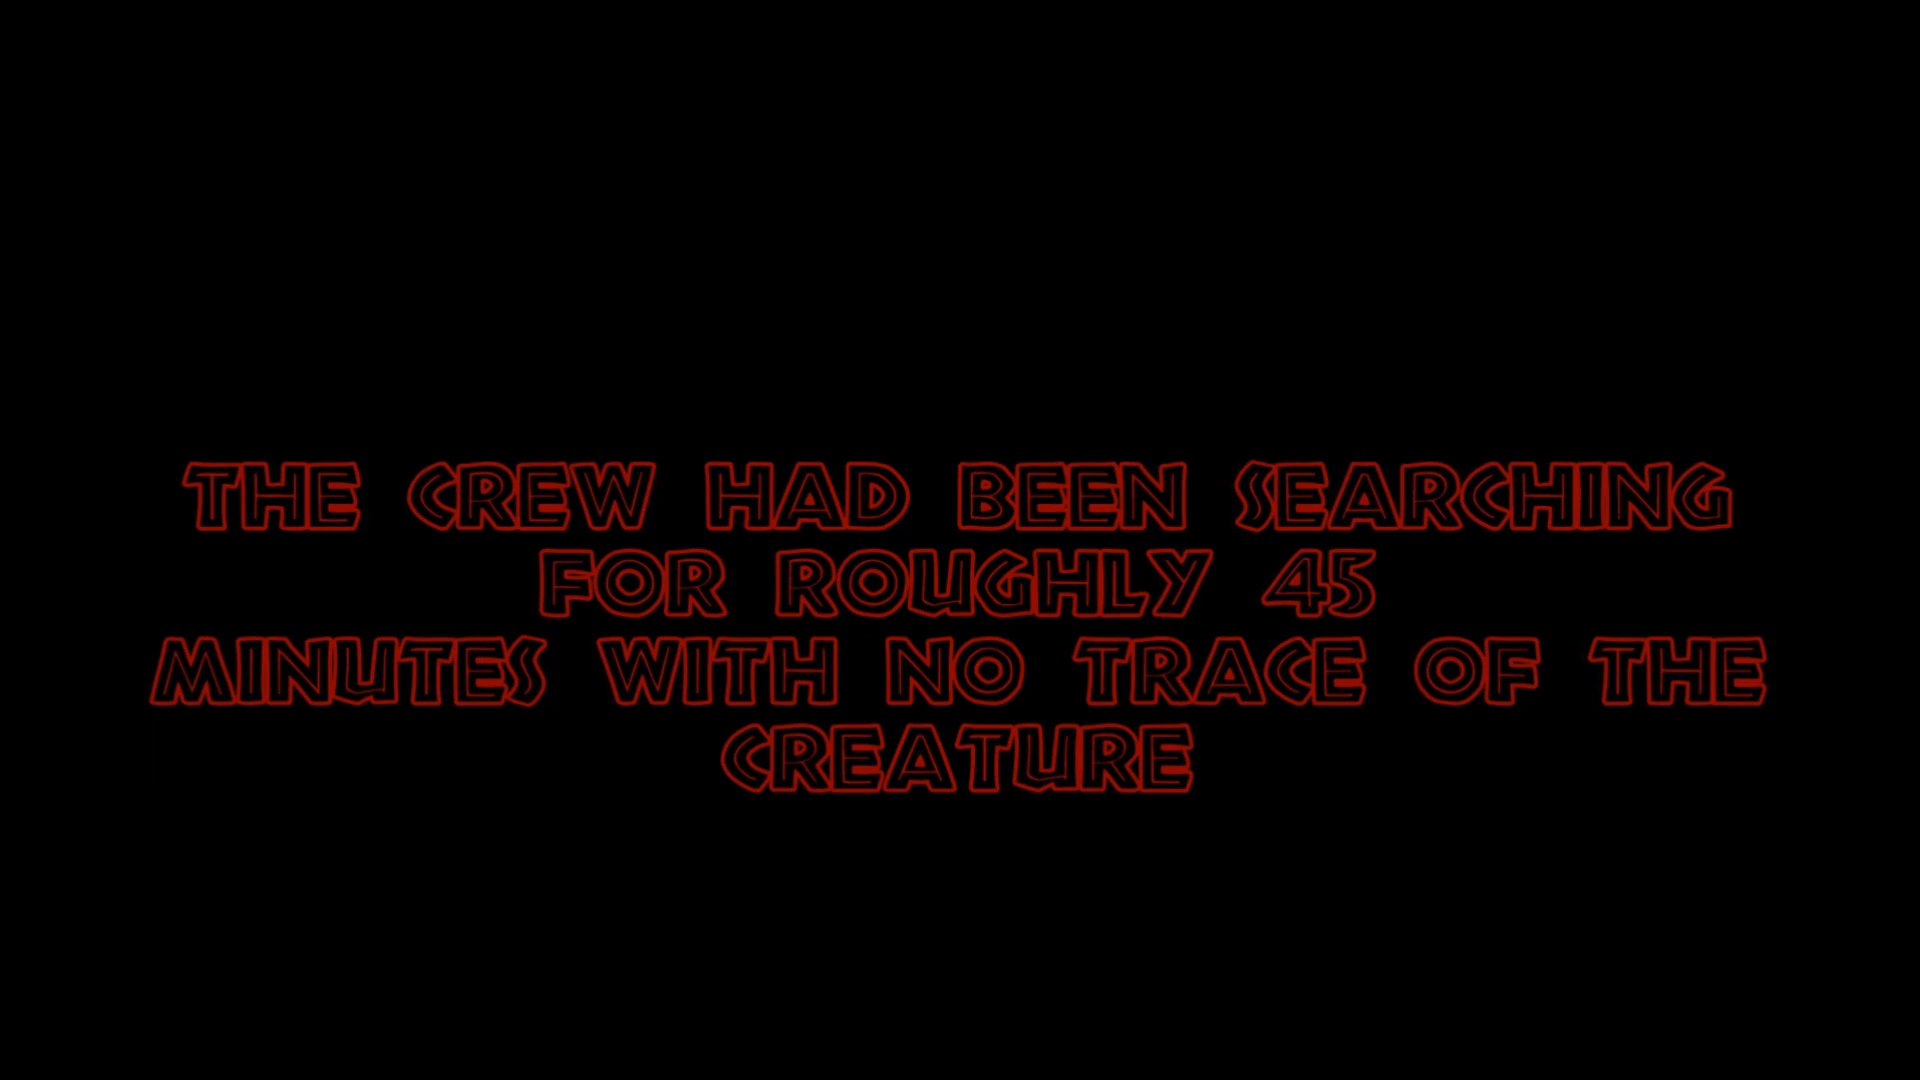 THE CREW HAD BEEN SEARCHING
FOR ROUGHLY 45
MINUTES WITH NO TRACE OF THE
CREATURE